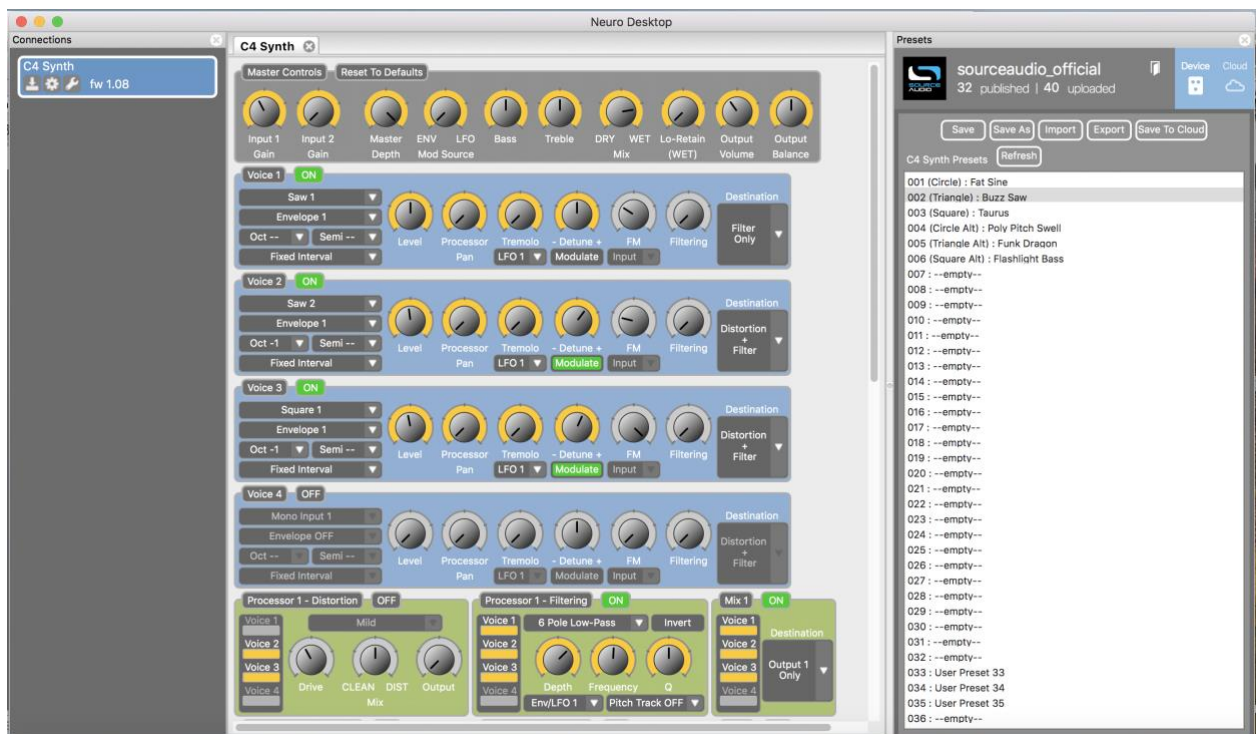 Neuro Desktop
Connections
C4 Synth
fw 1.08
C4 Synth
Master Controls Reset To Defaults
Input 1 Input 2 Master ENV LFO Bass Treble DRY WET Lo-Retain Output Output
Gain Gain Depth Mod Source Mix (WET) Volume Balance
Voice 1 ON
Saw 1
Envelope 1
Oct -- Semi --
Fixed Interval
Level Processor Tremolo - Detune + FM Filtering
Pan LFO 1 Modulate Input
Destination
Filter
Only
Voice 2 ON
Saw 2
Envelope 1
Oct -1 Semi --
Fixed Interval
Level Processor Tremolo - Detune + FM Filtering
Pan LFO 1 Modulate Input
Destination
Distortion
+
Filter
Voice 3 ON
Square 1
Envelope 1
Oct -1 Semi --
Fixed Interval
Level Processor Tremolo - Detune + FM Filtering
Pan LFO 1 Modulate Input
Destination
Distortion
+
Filter
Voice 4 OFF
Mono Input 1
Envelope OFF
Oct -- Semi --
Fixed Interval
Level Processor Tremolo - Detune + FM Filtering
Pan LFO 1 Modulate Input
Destination
Distortion
+
Filter
Processor 1 - Distortion OFF
Voice 1
Voice 2
Voice 3
Voice 4
Mild
Drive CLEAN DIST Output
Mix
Processor 1 - Filtering ON
Voice 1
Voice 2
Voice 3
Voice 4
6 Pole Low-Pass Invert
Depth Frequency Q
Env/LFO 1 Pitch Track OFF
Mix 1 ON
Voice 1
Voice 2
Voice 3
Voice 4
Destination
Output 1
Only
Presets
SOURCE
AUDIO
sourceaudio_official
32 published | 40 uploaded
Device Cloud
Save Save As Import Export Save To Cloud
C4 Synth Presets Refresh
001 (Circle) : Fat Sine
002 (Triangle) : Buzz Saw
003 (Square) : Taurus
004 (Circle Alt) : Poly Pitch Swell
005 (Triangle Alt) : Funk Dragon
006 (Square Alt) : Flashlight Bass
007 : --empty--
008 : --empty--
009 : --empty--
010 : --empty--
011 : --empty--
012 : --empty--
013 : --empty--
014 : --empty--
015 : --empty--
016 : --empty--
017 : --empty--
018 : --empty--
019 : --empty--
020 : --empty--
021 : --empty--
022 : --empty--
023 : --empty--
024 : --empty--
025 : --empty--
026 : --empty--
027 : --empty--
028 : --empty--
029 : --empty--
030 : --empty--
031 : --empty--
032 : --empty--
033 : User Preset 33
034 : User Preset 34
035 : User Preset 35
036 : --empty--